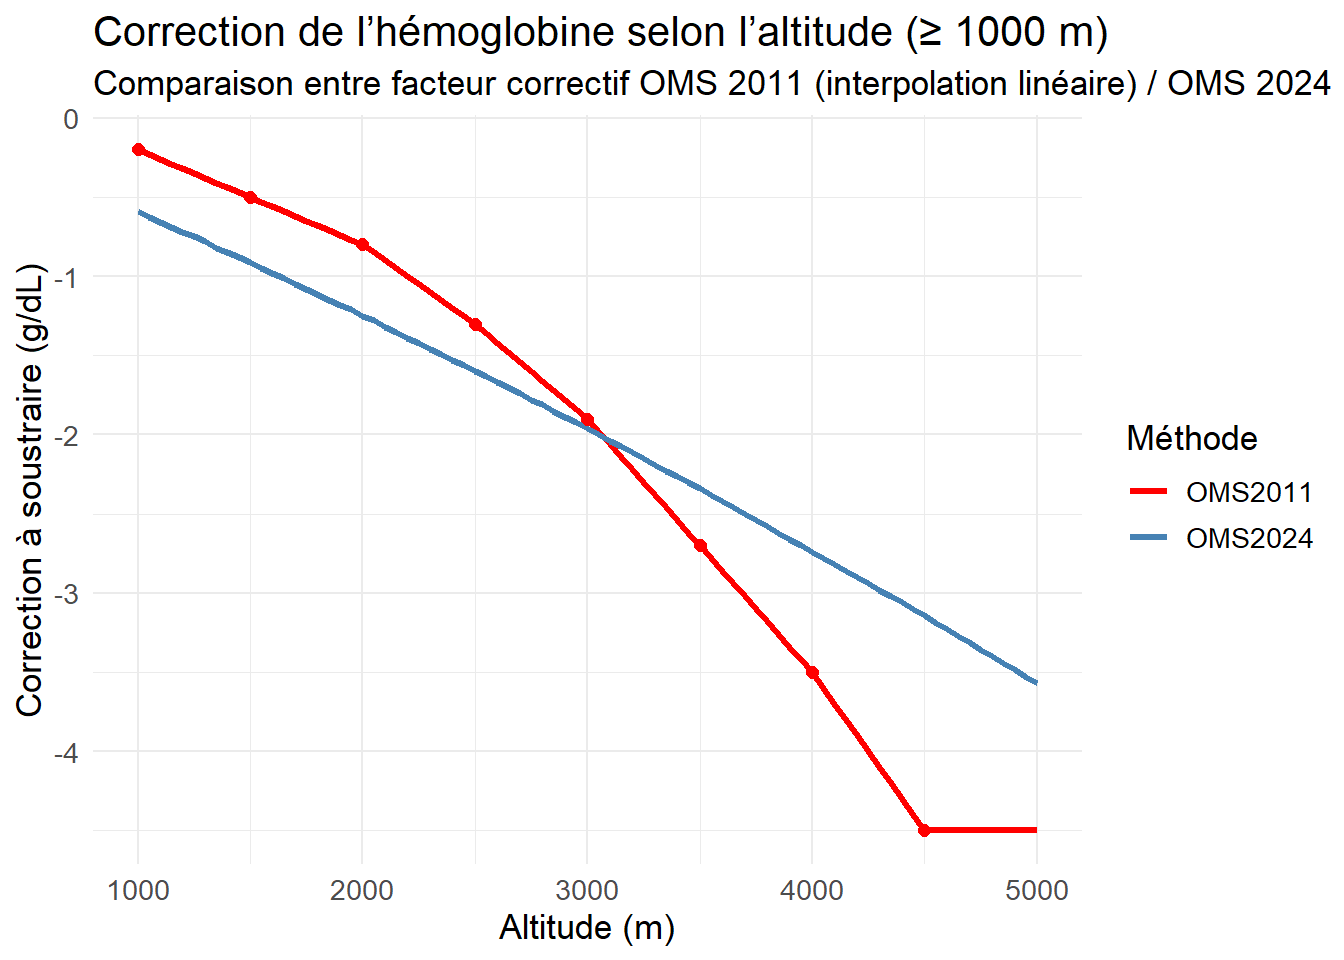 Correction de l’hémoglobine selon l’altitude (≥ 1000 m)
Comparaison entre facteur correctif OMS 2011 (interpolation linéaire) / OMS 2024
0
-1
-2
-3
-4
Correction à soustraire (g/dL)
1000
2000
3000
4000
5000
Altitude (m)
Méthode
OMS2011
OMS2024